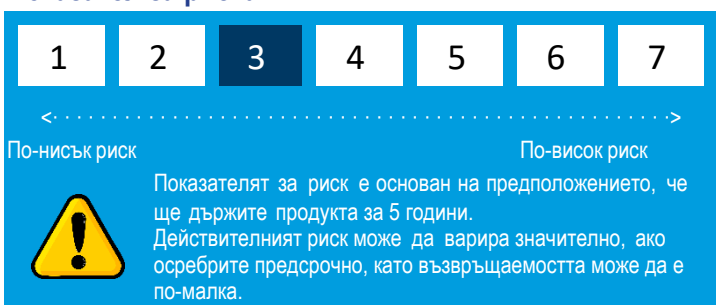 1 2 3 4 5 6 7
По-нисък риск По-висок риск
Показателят за риск е основан на предположението, че
ще държите продукта за 5 години.
Действителният риск може да варира значително, ако
осребрите предсрочно, като възвръщаемостта може да е
по-малка.